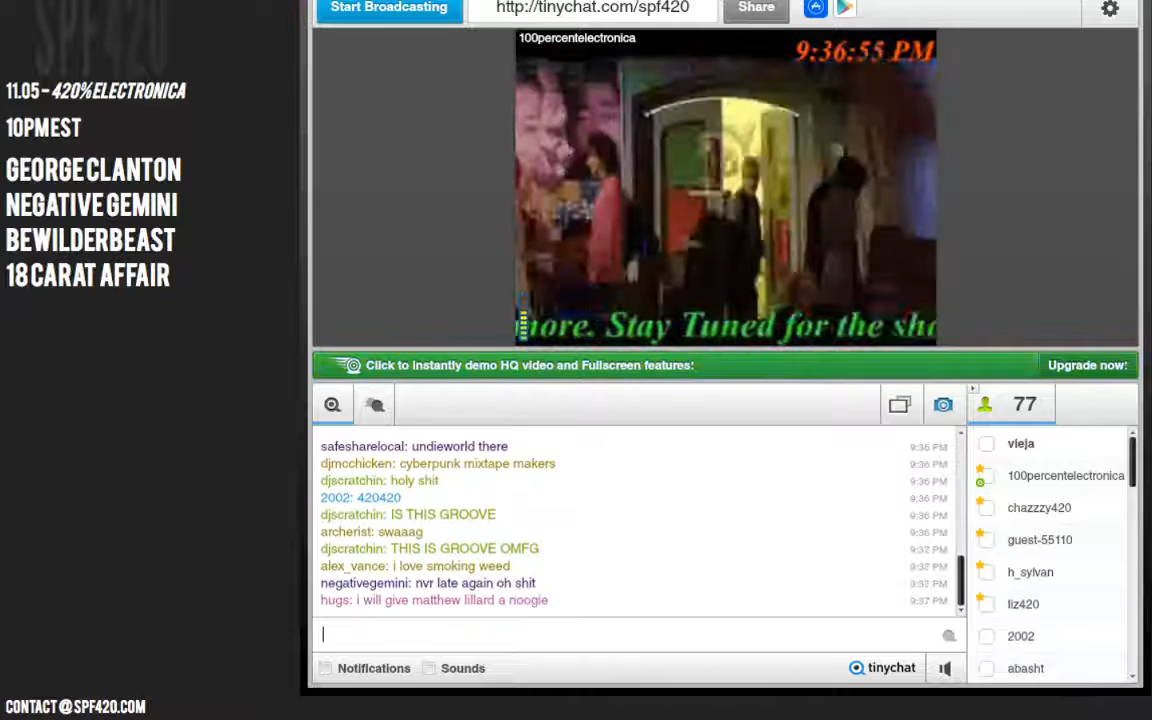 SPF420
11.05 - 420%ELECTRONICA
10PM EST
GEORGE CLANTON
NEGATIVE GEMINI
BEWILDERBEAST
18 CARAT AFFAIR
CONTACT@SPF420.COM
Start Broadcasting
http://tinychat.com/spf420
Share
100percentelectronica
9:36:55 PM
more. Stay Tuned for the sho
Click to instantly demo HQ video and Fullscreen features!
Upgrade now!
77
safesharelocal: undieworld there 9:36 PM
djmcchicken: cyberpunk mixtape makers 9:36 PM
djscratchin: holy shit 9:36 PM
2002: 420420 9:36 PM
djscratchin: IS THIS GROOVE 9:36 PM
archerist: swaaag 9:36 PM
djscratchin: THIS IS GROOVE OMFG 9:37 PM
alex_vance: i love smoking weed 9:37 PM
negativegemini: nvr late again oh shit 9:37 PM
hugs: i will give matthew lillard a noogie 9:37 PM
vieja
100percentelectronica
chazzzy420
guest-55110
h_sylvan
liz420
2002
abasht
Notifications
Sounds
tinychat